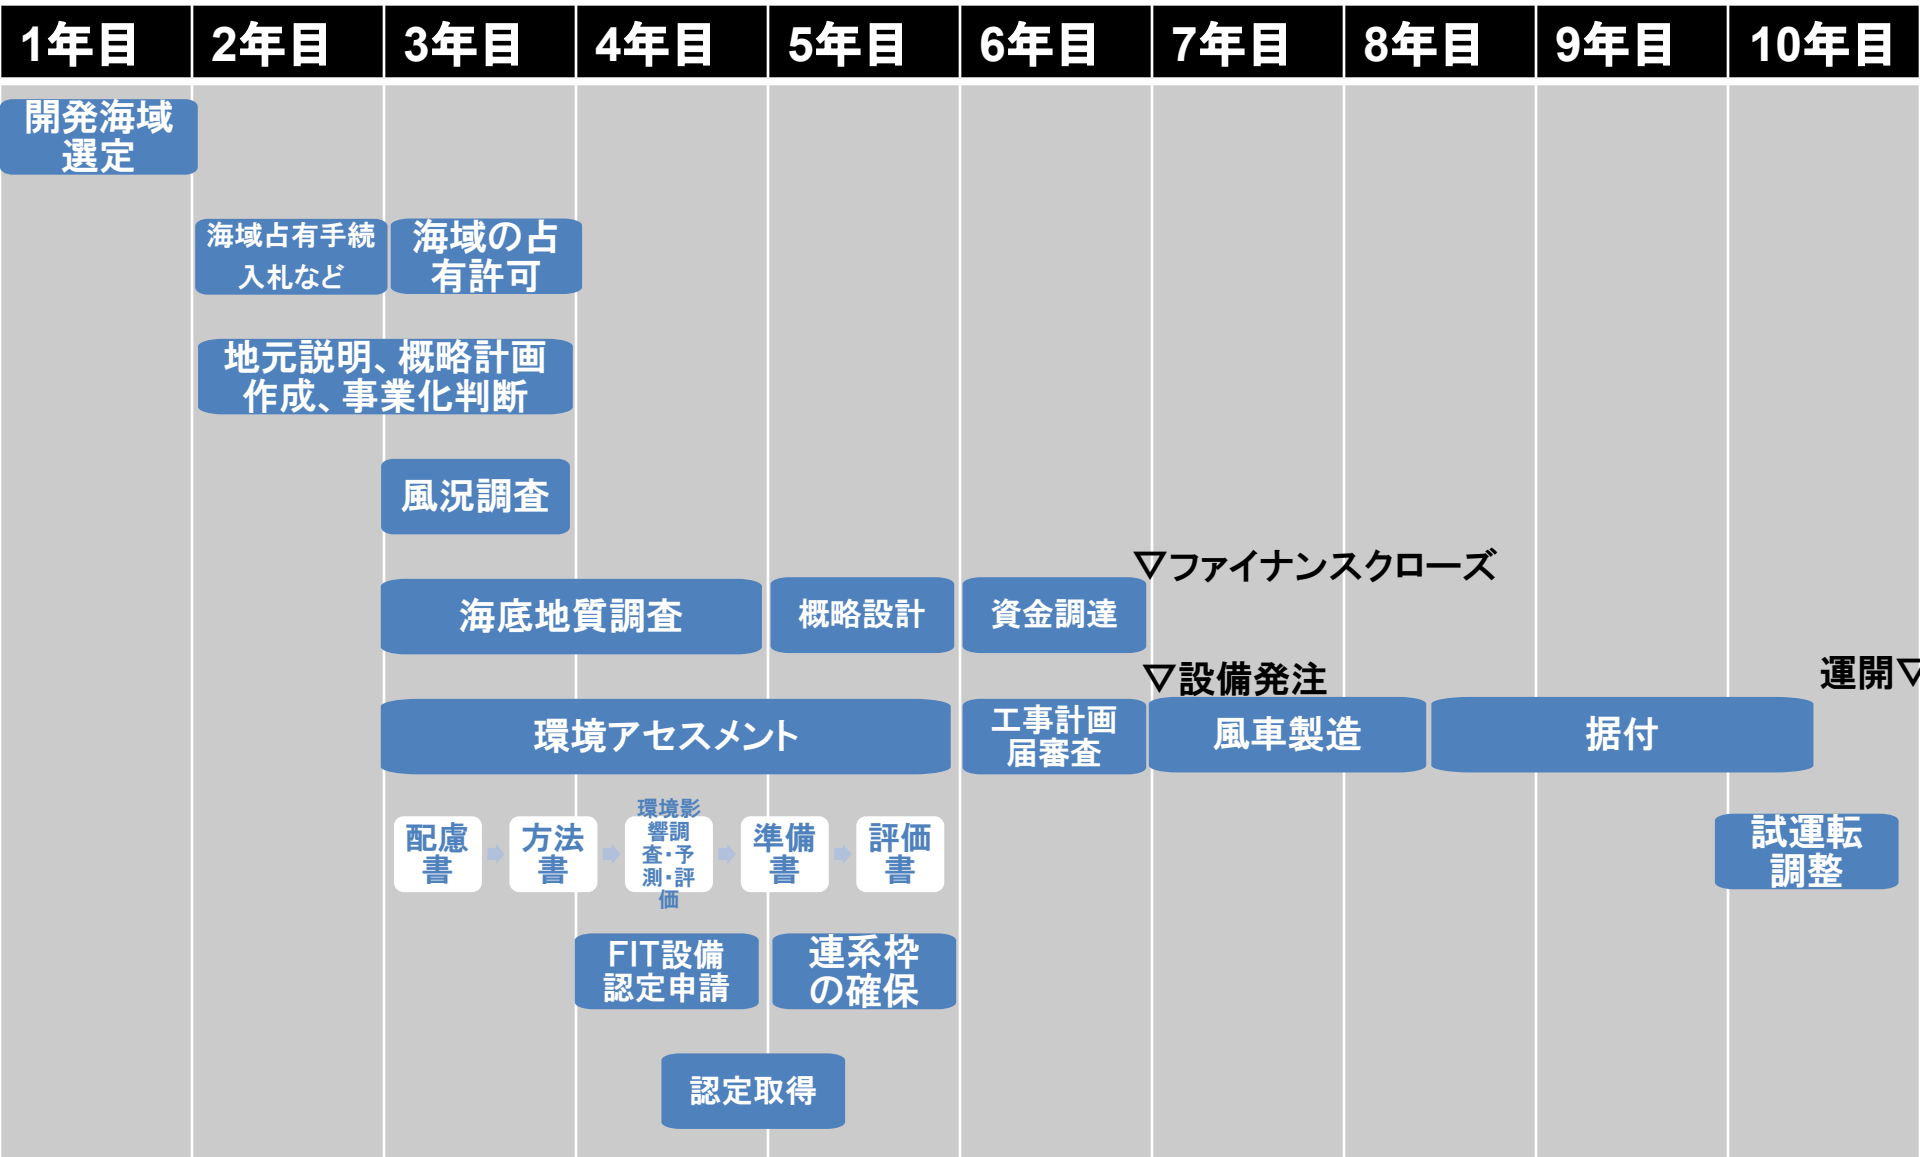 1年目 2年目 3年目 4年目 5年目 6年目 7年目 8年目 9年目 10年目
開発海域
選定
海域占有手続
入札など
海域の占
有許可
地元説明、概略計画
作成、事業化判断
風況調査
▽ファイナンスクローズ
海底地質調査
概略設計
資金調達
▽設備発注
運開▽
環境アセスメント
工事計画
届審査
風車製造
据付
配慮
書
方法
書
環境影
響調
査・予
測・評
価
準備
書
評価
書
試運転
調整
FIT設備
認定申請
連系枠
の確保
認定取得